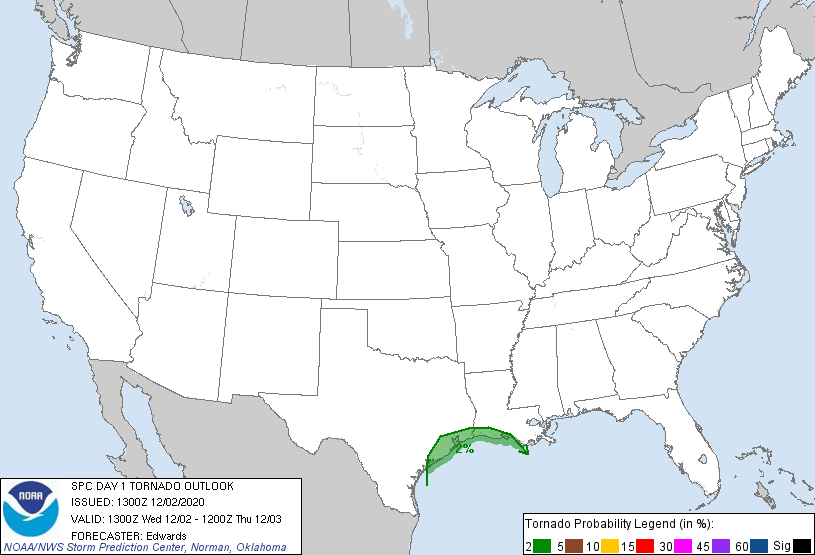 2%
NOAA
SPC DAY 1 TORNADO OUTLOOK
ISSUED: 1300Z 12/02/2020
VALID: 1300Z Wed 12/02 - 1200Z Thu 12/03
FORECASTER: Edwards
NOAA/NWS Storm Prediction Center, Norman, Oklahoma
Tornado Probability Legend (in %):
2 5 10 15 30 45 60 Sig